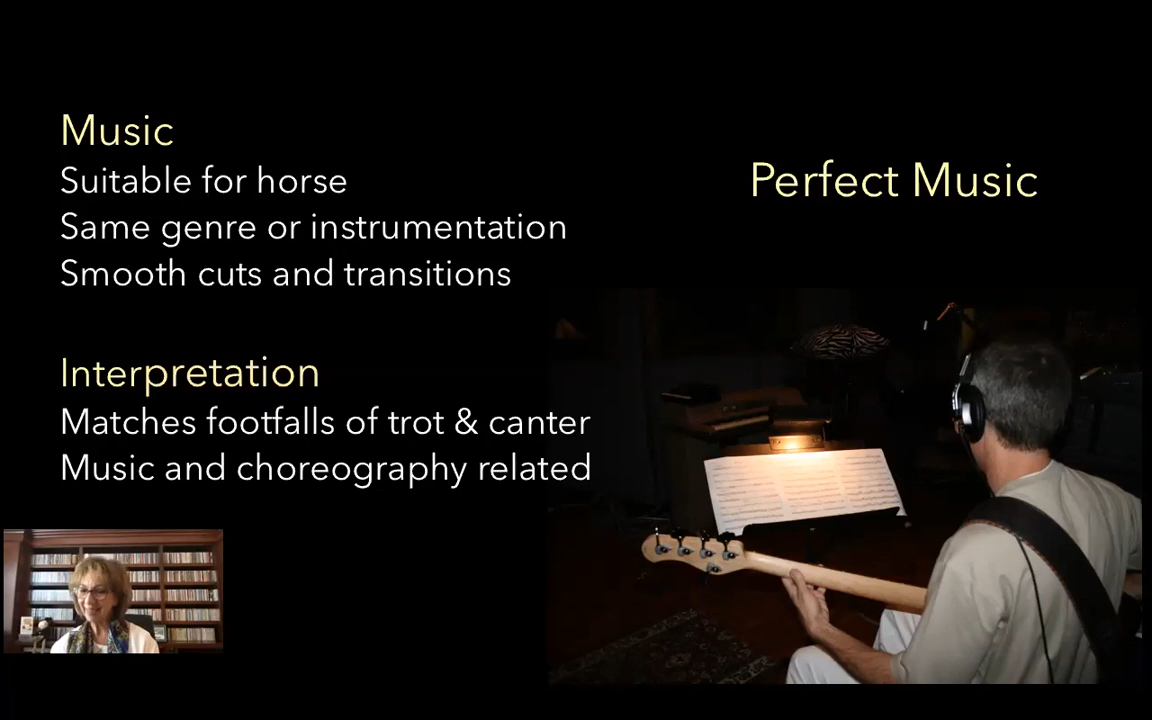 Music
Suitable for horse
Same genre or instrumentation
Smooth cuts and transitions
Interpretation
Matches footfalls of trot & canter
Music and choreography related
Perfect Music